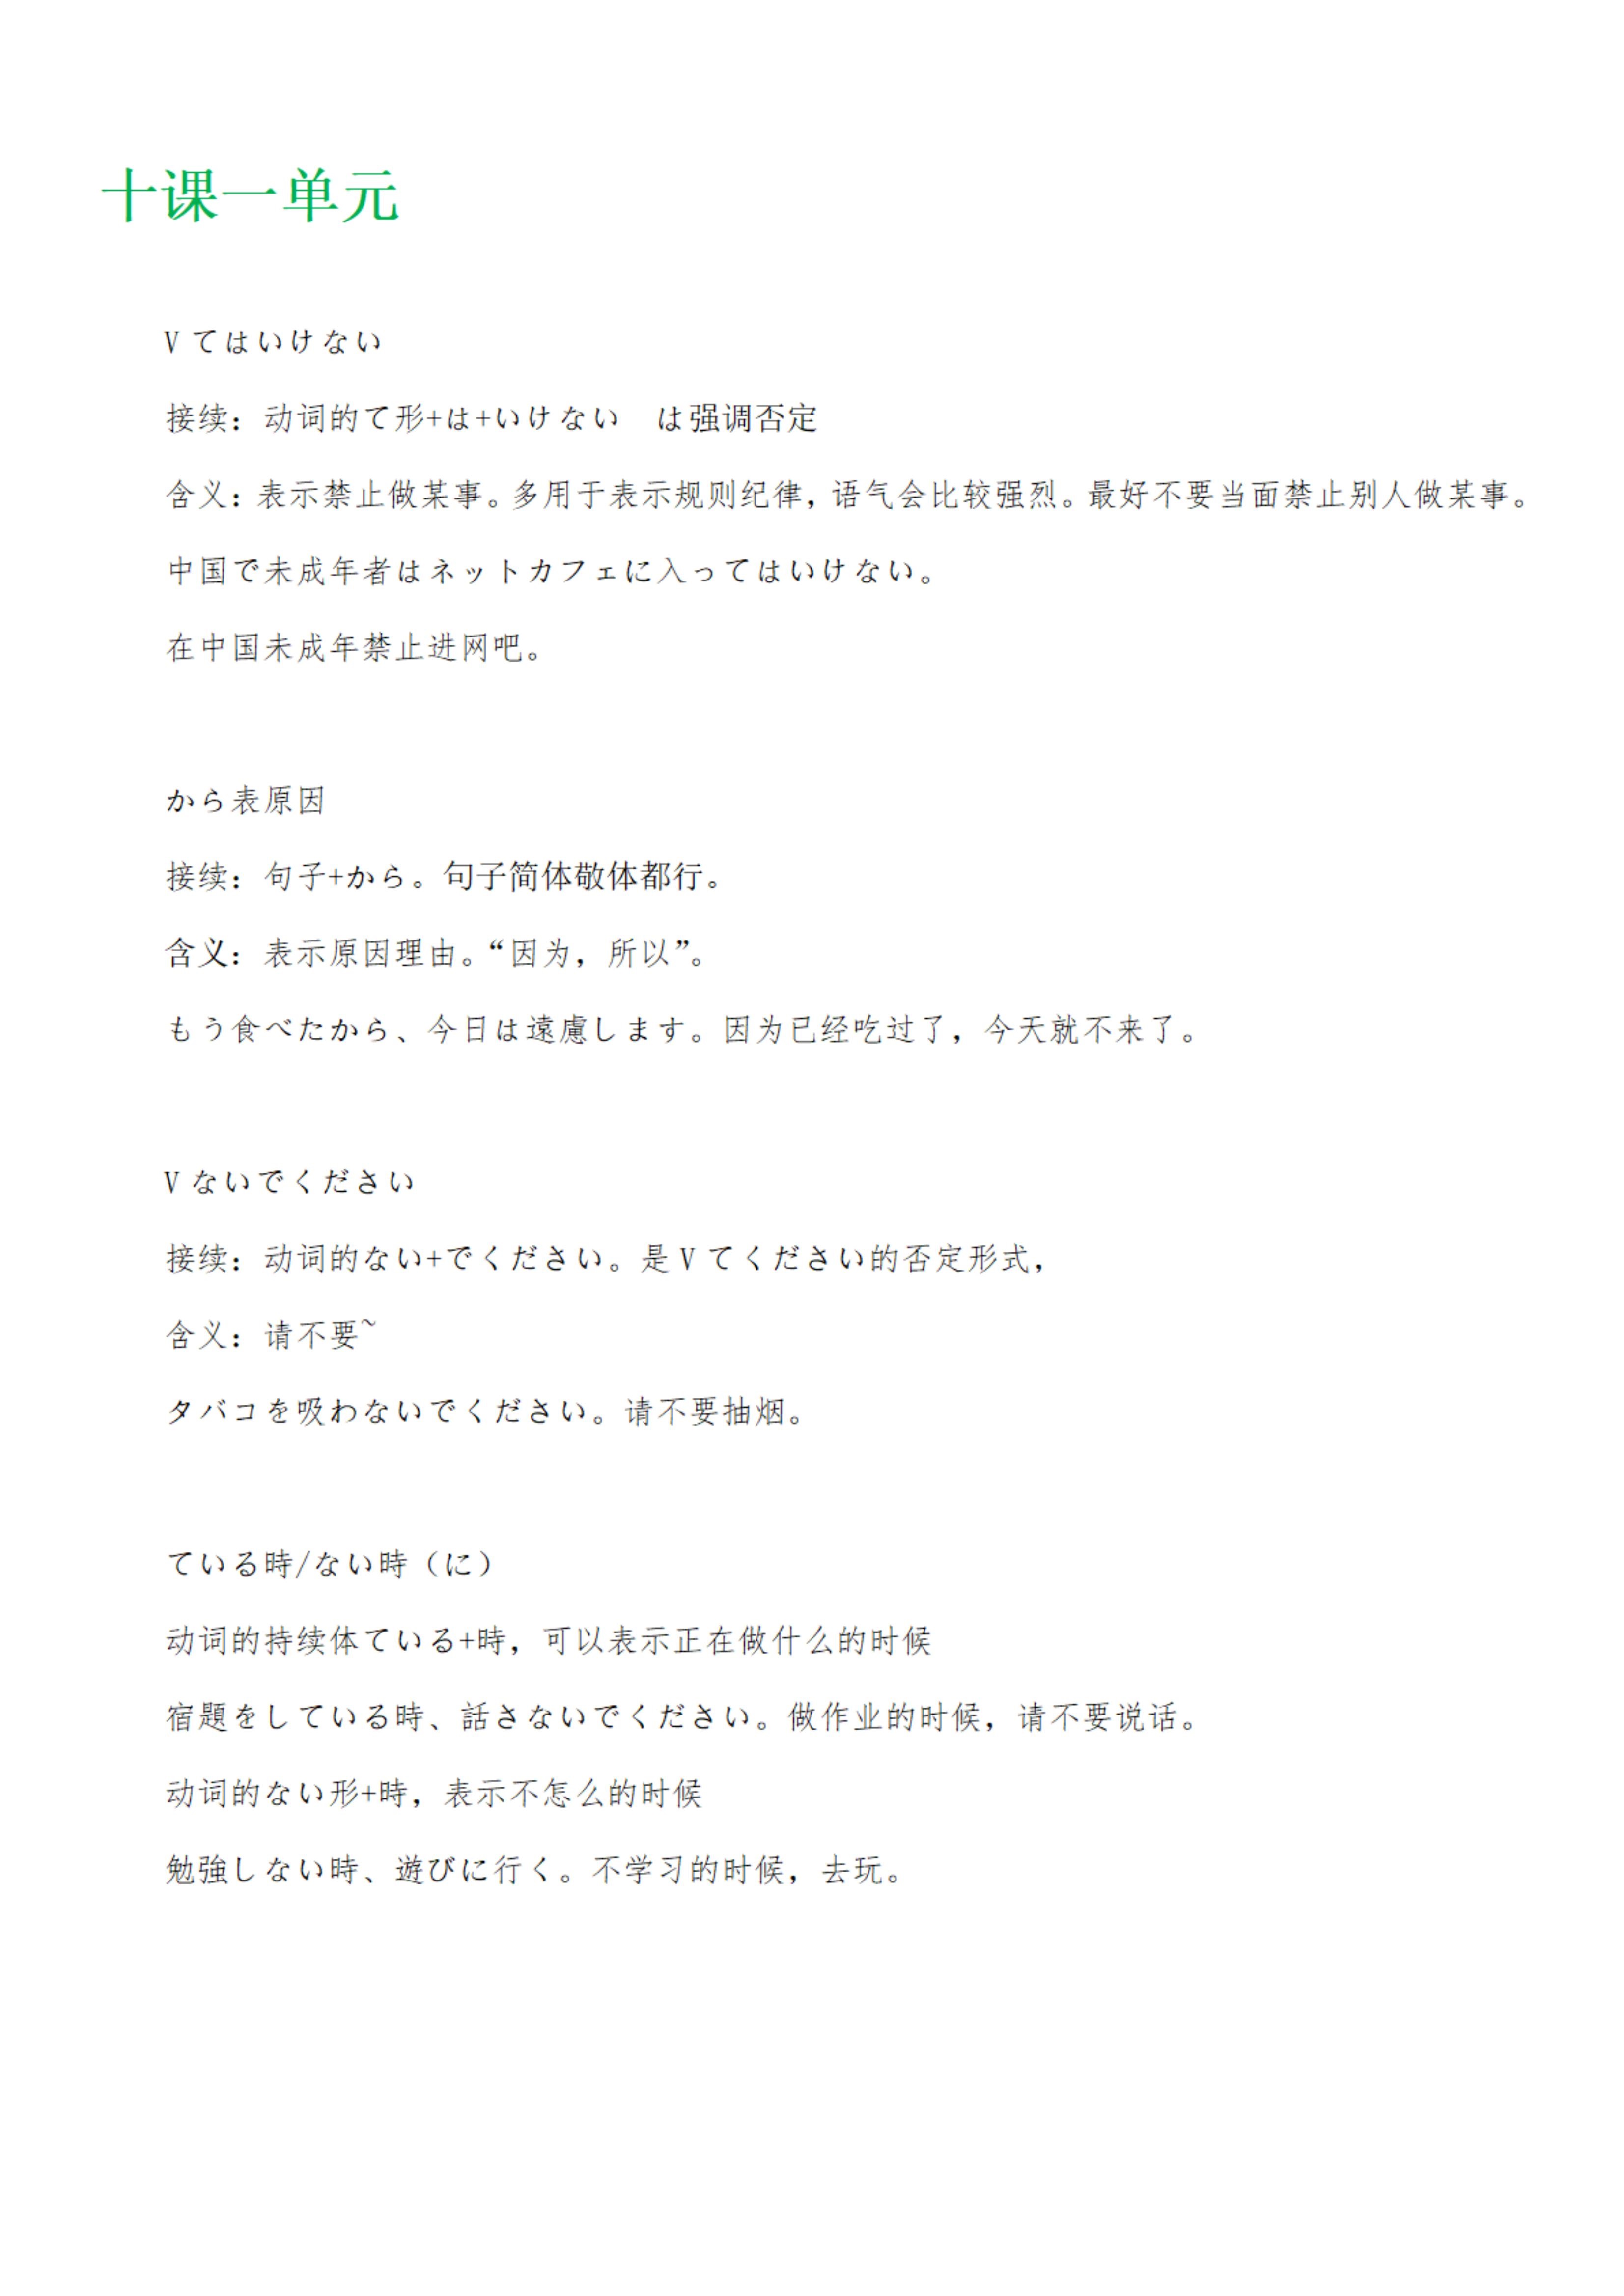 十课一单元
V てはいけない
接续：动词的て形+は+いけない　は强调否定
含义：表示禁止做某事。多用于表示规则纪律，语气会比较强烈。最好不要当面禁止别人做某事。
中国で未成年者はネットカフェに入ってはいけない。
在中国未成年禁止进网吧。
から表原因
接续：句子+から。句子简体敬体都行。
含义：表示原因理由。“因为，所以”。
もう食べたから、今日は遠慮します。因为已经吃过了，今天就不来了。
V ないでください
接续：动词的ない+でください。是 V てください的否定形式，
含义：请不要~
タバコを吸わないでください。请不要抽烟。
ている時/ない時（に）
动词的持续体ている+時，可以表示正在做什么的时候
宿題をしている時、話さないでください。做作业的时候，请不要说话。
动词的ない形+時，表示不怎么的时候
勉強しない時、遊びに行く。不学习的时候，去玩。